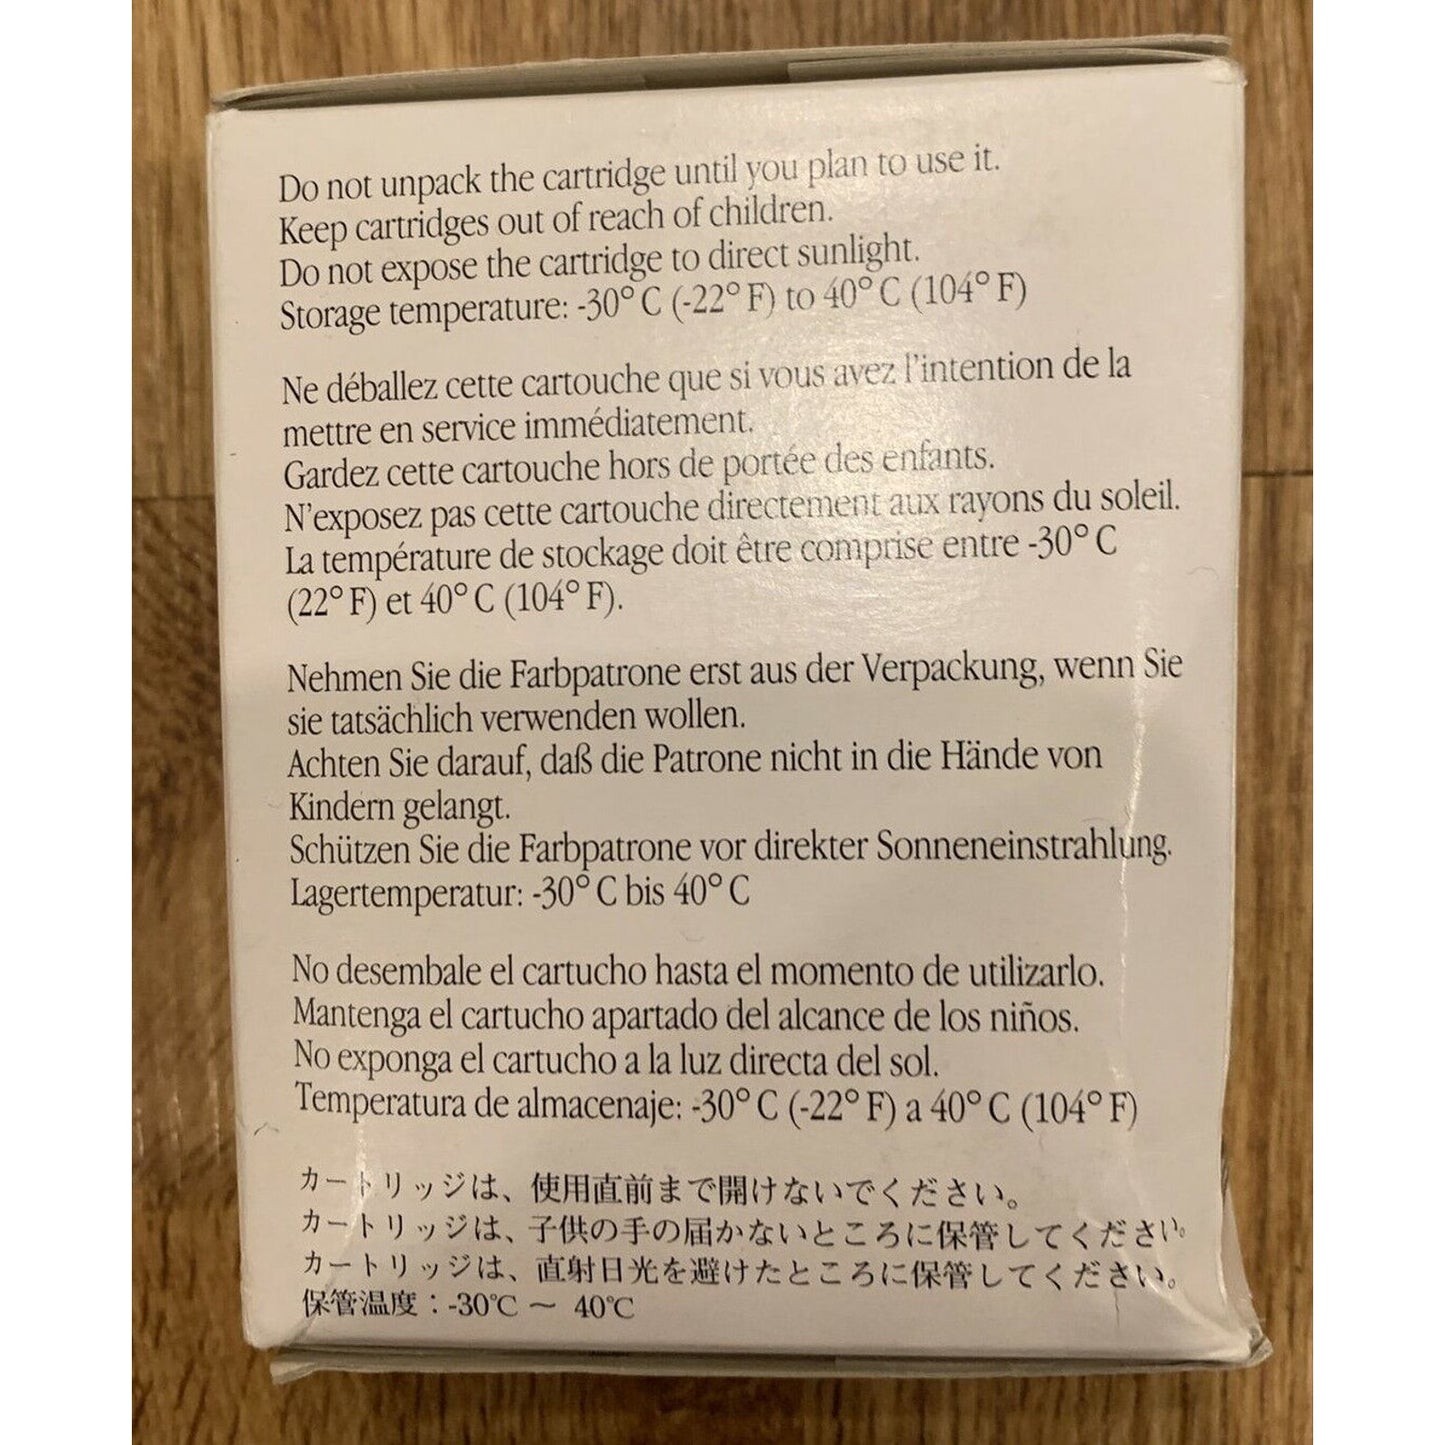 Do not unpack the cartridge until you plan to use it.
Keep cartridges out of reach of children.
Do not expose the cartridge to direct sunlight.
Storage temperature: -30° C (-22° F) to 40° C (104° F)
Ne déballez cette cartouche que si vous avez l'intention de la
mettre en service immédiatement.
Gardez cette cartouche hors de portée des enfants.
N'exposez pas cette cartouche directement aux rayons du soleil.
La température de stockage doit être comprise entre -30° C
(22° F) et 40° C (104° F).
Nehmen Sie die Farbpatrone erst aus der Verpackung, wenn Sie
sie tatsächlich verwenden wollen.
Achten Sie darauf, daß die Patrone nicht in die Hände von
Kindern gelangt.
Schützen Sie die Farbpatrone vor direkter Sonneneinstrahlung.
Lagertemperatur: -30° C bis 40° C
No desembale el cartucho hasta el momento de utilizarlo.
Mantenga el cartucho apartado del alcance de los niños.
No exponga el cartucho a la luz directa del sol.
Temperatura de almacenaje: -30° C (-22° F) a 40° C (104° F)
カートリッジは、使用直前まで開けないでください。
カートリッジは、子供の手の届かないところに保管してください。
カートリッジは、直射日光を避けたところに保管してください。
保管温度：-30℃ ～ 40℃